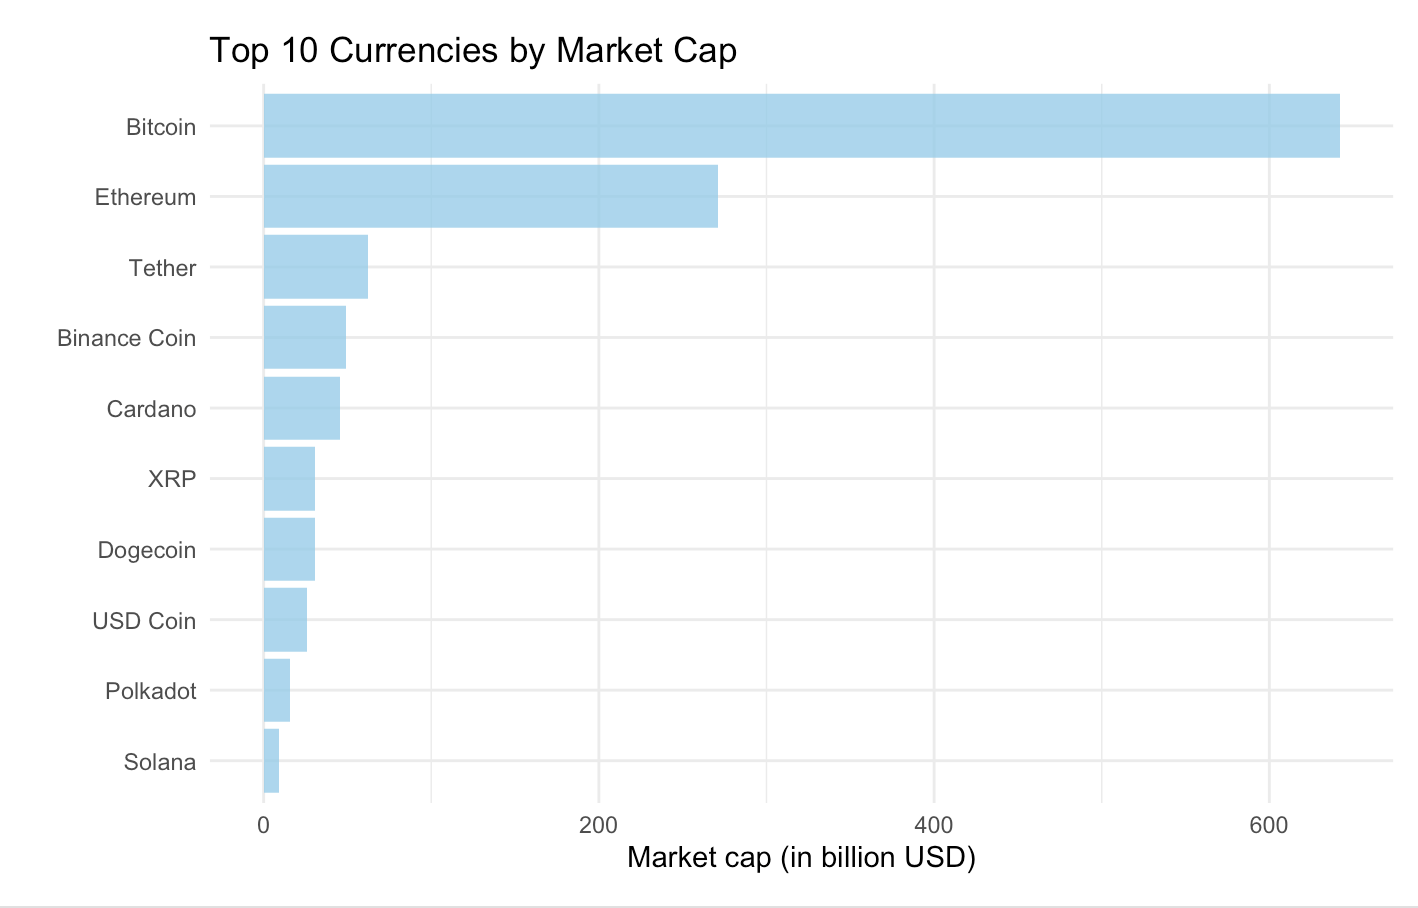 Top 10 Currencies by Market Cap
Bitcoin
Ethereum
Tether
Binance Coin
Cardano
XRP
Dogecoin
USD Coin
Polkadot
Solana
0 200 400 600
Market cap (in billion USD)